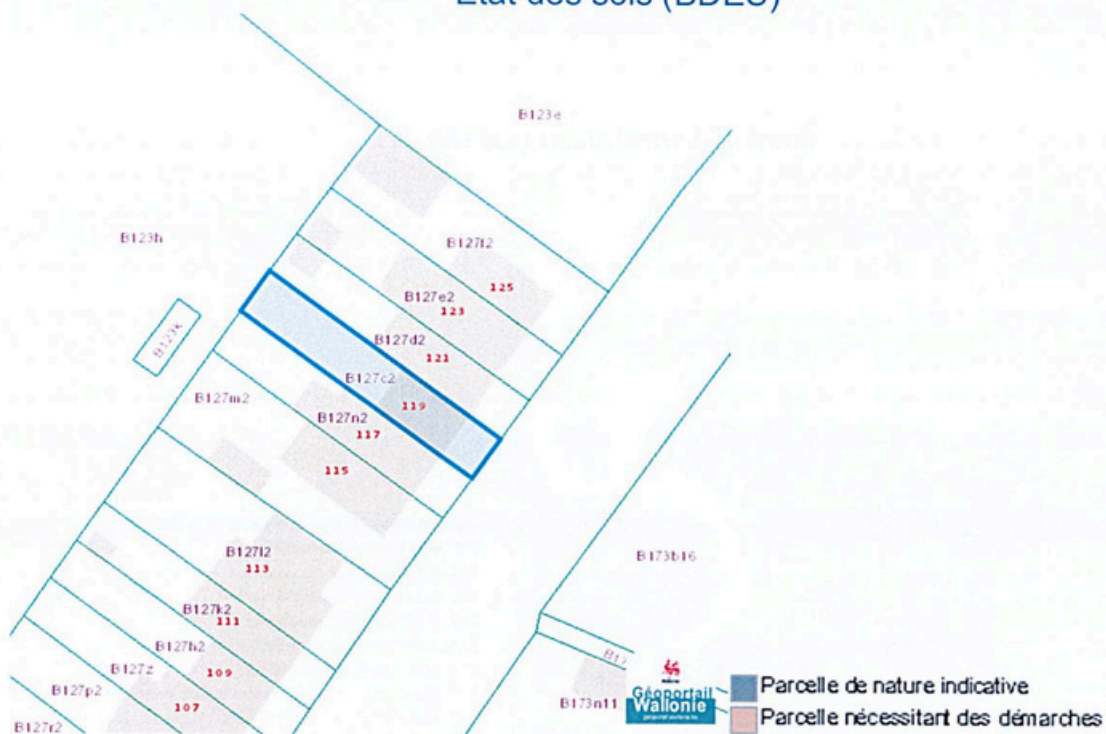 Etat des sols (BDES)
B123e
B123h
B127f2
125
B127e2
123
B127d2
121
B123k
B127c2
119
B127m2
B127n2
117
115
B127l2
113
B173b16
B127k2
111
B127h2
B17
B127z
109
B127p2
107
B173n11
B127r2
Géoportail
Wallonie
Parcelle de nature indicative
Parcelle nécessitant des démarches